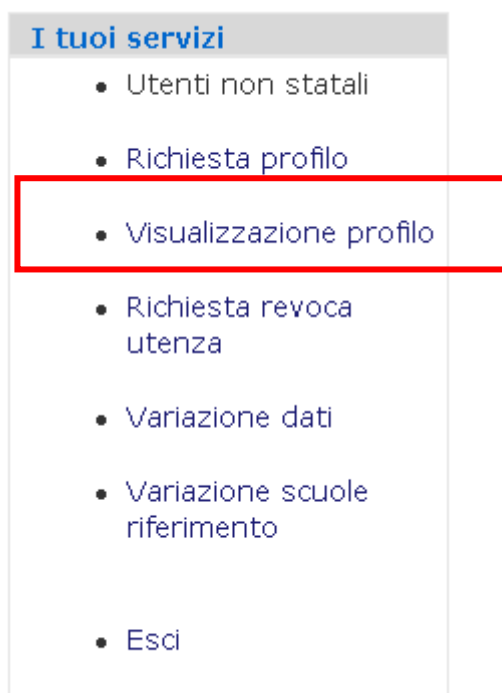 I tuoi servizi
Utenti non statali
Richiesta profilo
Visualizzazione profilo
Richiesta revoca
utenza
Variazione dati
Variazione scuole
riferimento
Esci